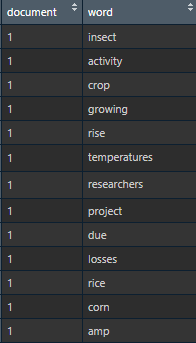 document word
1 insect
1 activity
1 crop
1 growing
1 rise
1 temperatures
1 researchers
1 project
1 due
1 losses
1 rice
1 corn
1 amp